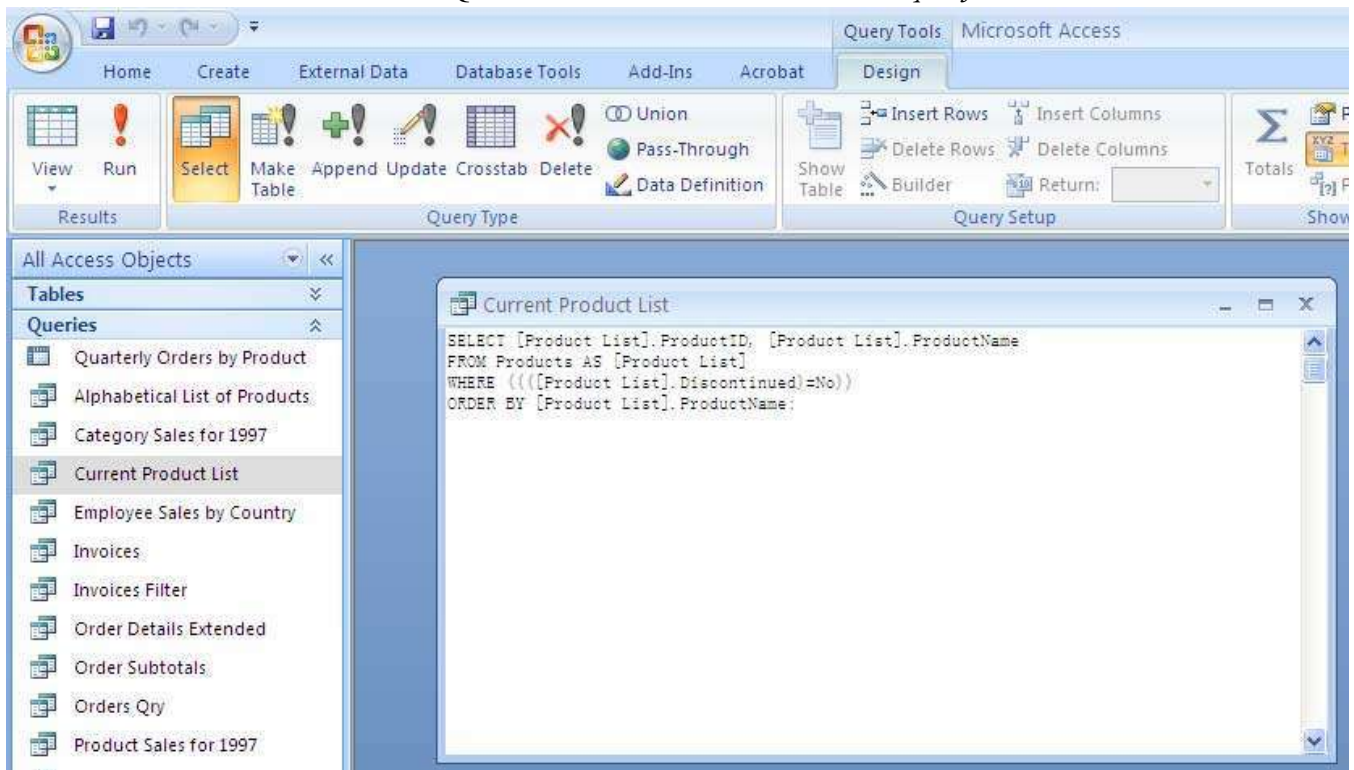 Query Tools Microsoft Access
Home Create External Data Database Tools Add-Ins Acrobat Design
View Run Select Make Table Append Update Crosstab Delete
Union
Pass-Through
Data Definition
Show Table
Insert Rows Insert Columns
Delete Rows Delete Columns
Builder Return:
Totals
Results Query Type Query Setup Show
All Access Objects
Tables
Queries
Quarterly Orders by Product
Alphabetical List of Products
Category Sales for 1997
Current Product List
Employee Sales by Country
Invoices
Invoices Filter
Order Details Extended
Order Subtotals
Orders Qry
Product Sales for 1997
Current Product List
SELECT [Product List].ProductID, [Product List].ProductName
FROM Products AS [Product List]
WHERE ((([Product List].Discontinued)=No))
ORDER BY [Product List].ProductName;